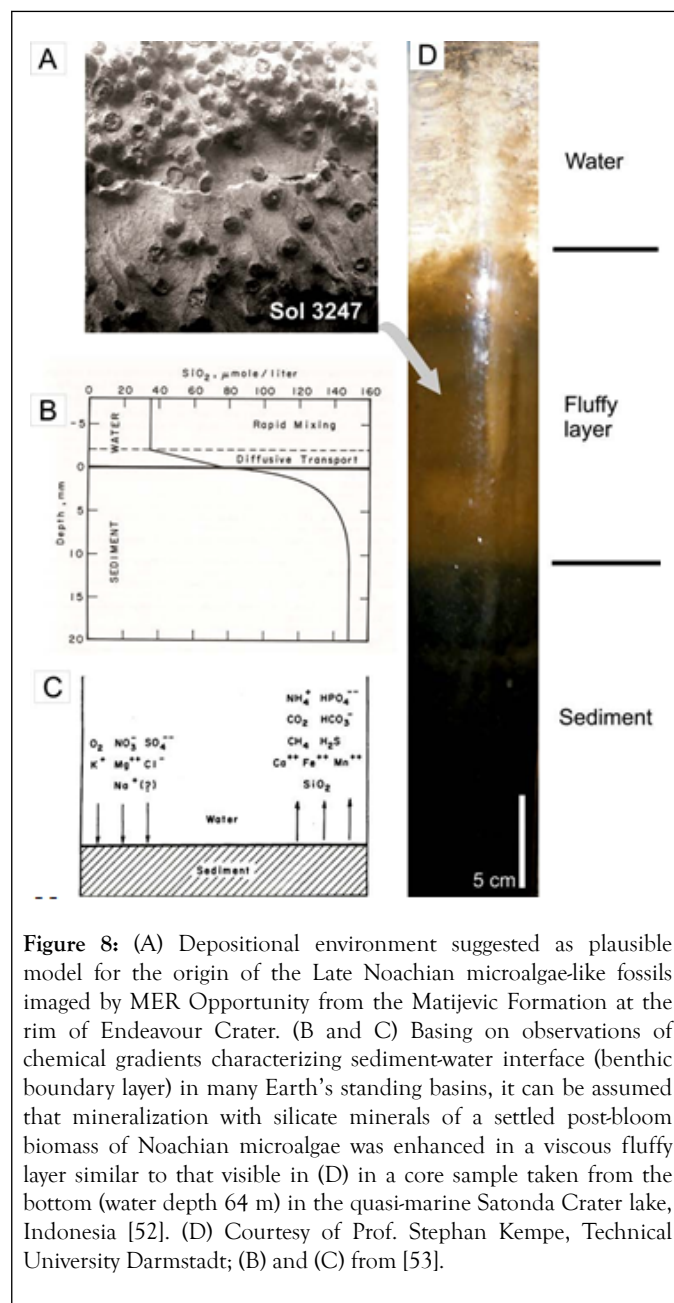 A
D
Water
Sol 3247
SiO₂, μmole/liter
0 20 40 60 80 100 120 140 160
B
WATER
Rapid Mixing
Diffusive Transport
-5
0
5
10
15
20
Depth, mm
SEDIMENT
Fluffy
layer
C
O₂ NO₃⁻ SO₄⁻⁻
K⁺ Mg⁺⁺ Cl⁻
Na⁺(?)
NH₄⁺ HPO₄⁻⁻
CO₂ HCO₃⁻
CH₄ H₂S
Ca⁺⁺ Fe⁺⁺ Mn⁺⁺
SiO₂
Water
Sediment
Sediment
5 cm
Figure 8: (A) Depositional environment suggested as plausible
model for the origin of the Late Noachian microalgae-like fossils
imaged by MER Opportunity from the Matijevic Formation at the
rim of Endeavour Crater. (B and C) Basing on observations of
chemical gradients characterizing sediment-water interface (benthic
boundary layer) in many Earth’s standing basins, it can be assumed
that mineralization with silicate minerals of a settled post-bloom
biomass of Noachian microalgae was enhanced in a viscous fluffy
layer similar to that visible in (D) in a core sample taken from the
bottom (water depth 64 m) in the quasi-marine Satonda Crater lake,
Indonesia [52]. (D) Courtesy of Prof. Stephan Kempe, Technical
University Darmstadt; (B) and (C) from [53].